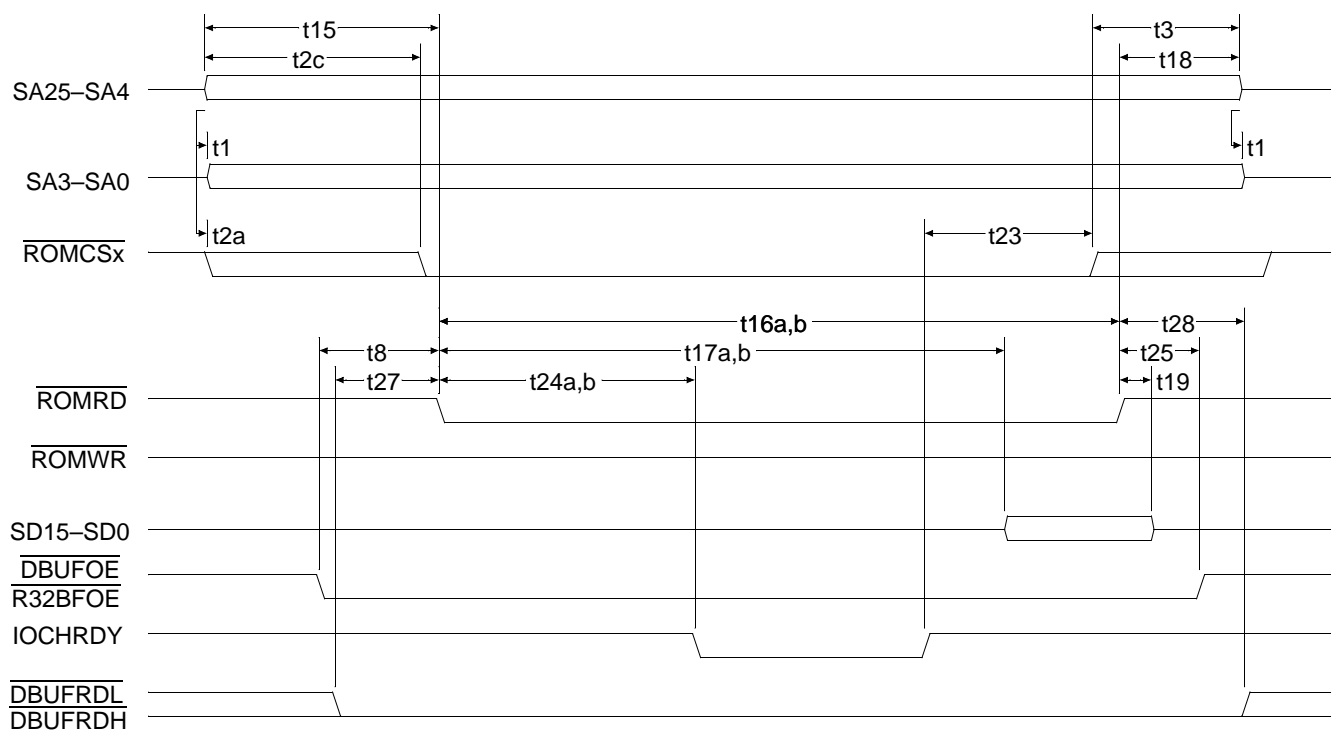 t15
t3
t2c
t18
SA25–SA4
t1
t1
SA3–SA0
t2a
t23
ROMCSx
t16a,b
t28
t8
t17a,b
t25
t27
t24a,b
t19
ROMRD
ROMWR
SD15–SD0
DBUFOE
R32BFOE
IOCHRDY
DBUFRDL
DBUFRDH